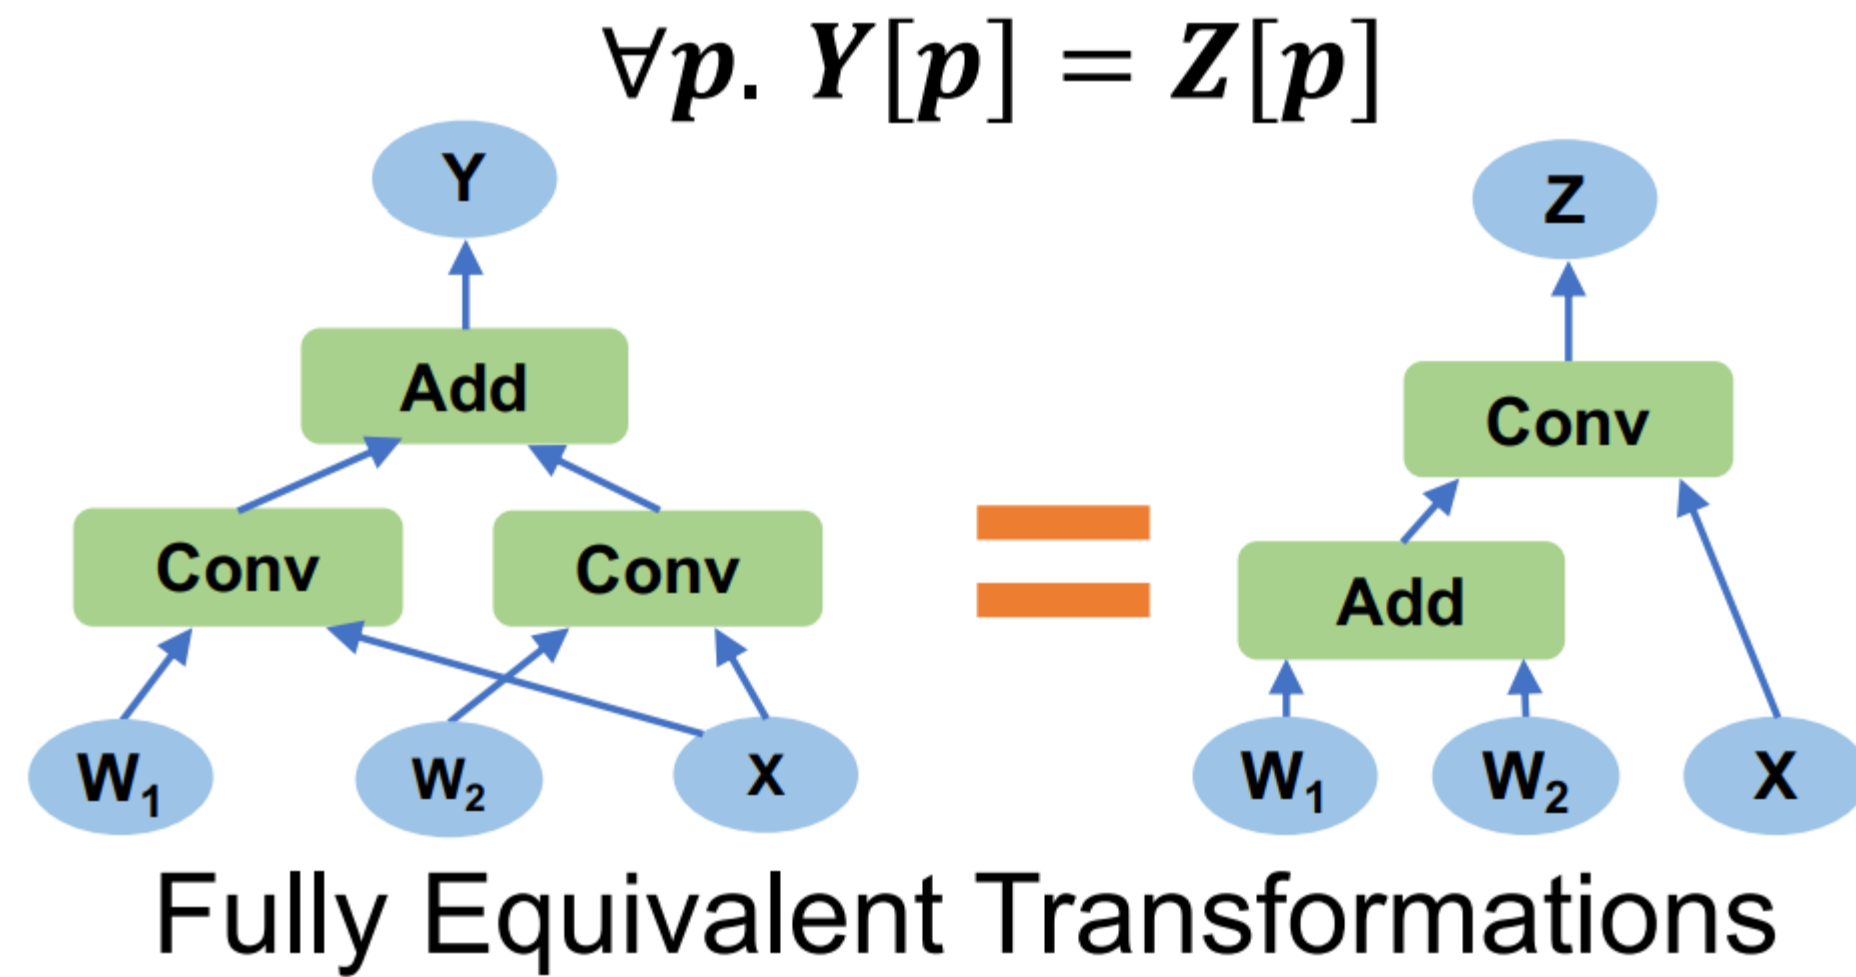 ∀p. Y[p] = Z[p]
Y
Z
Add
Conv
Conv Conv
Add
W₁ W₂ X
W₁ W₂ X
Fully Equivalent Transformations